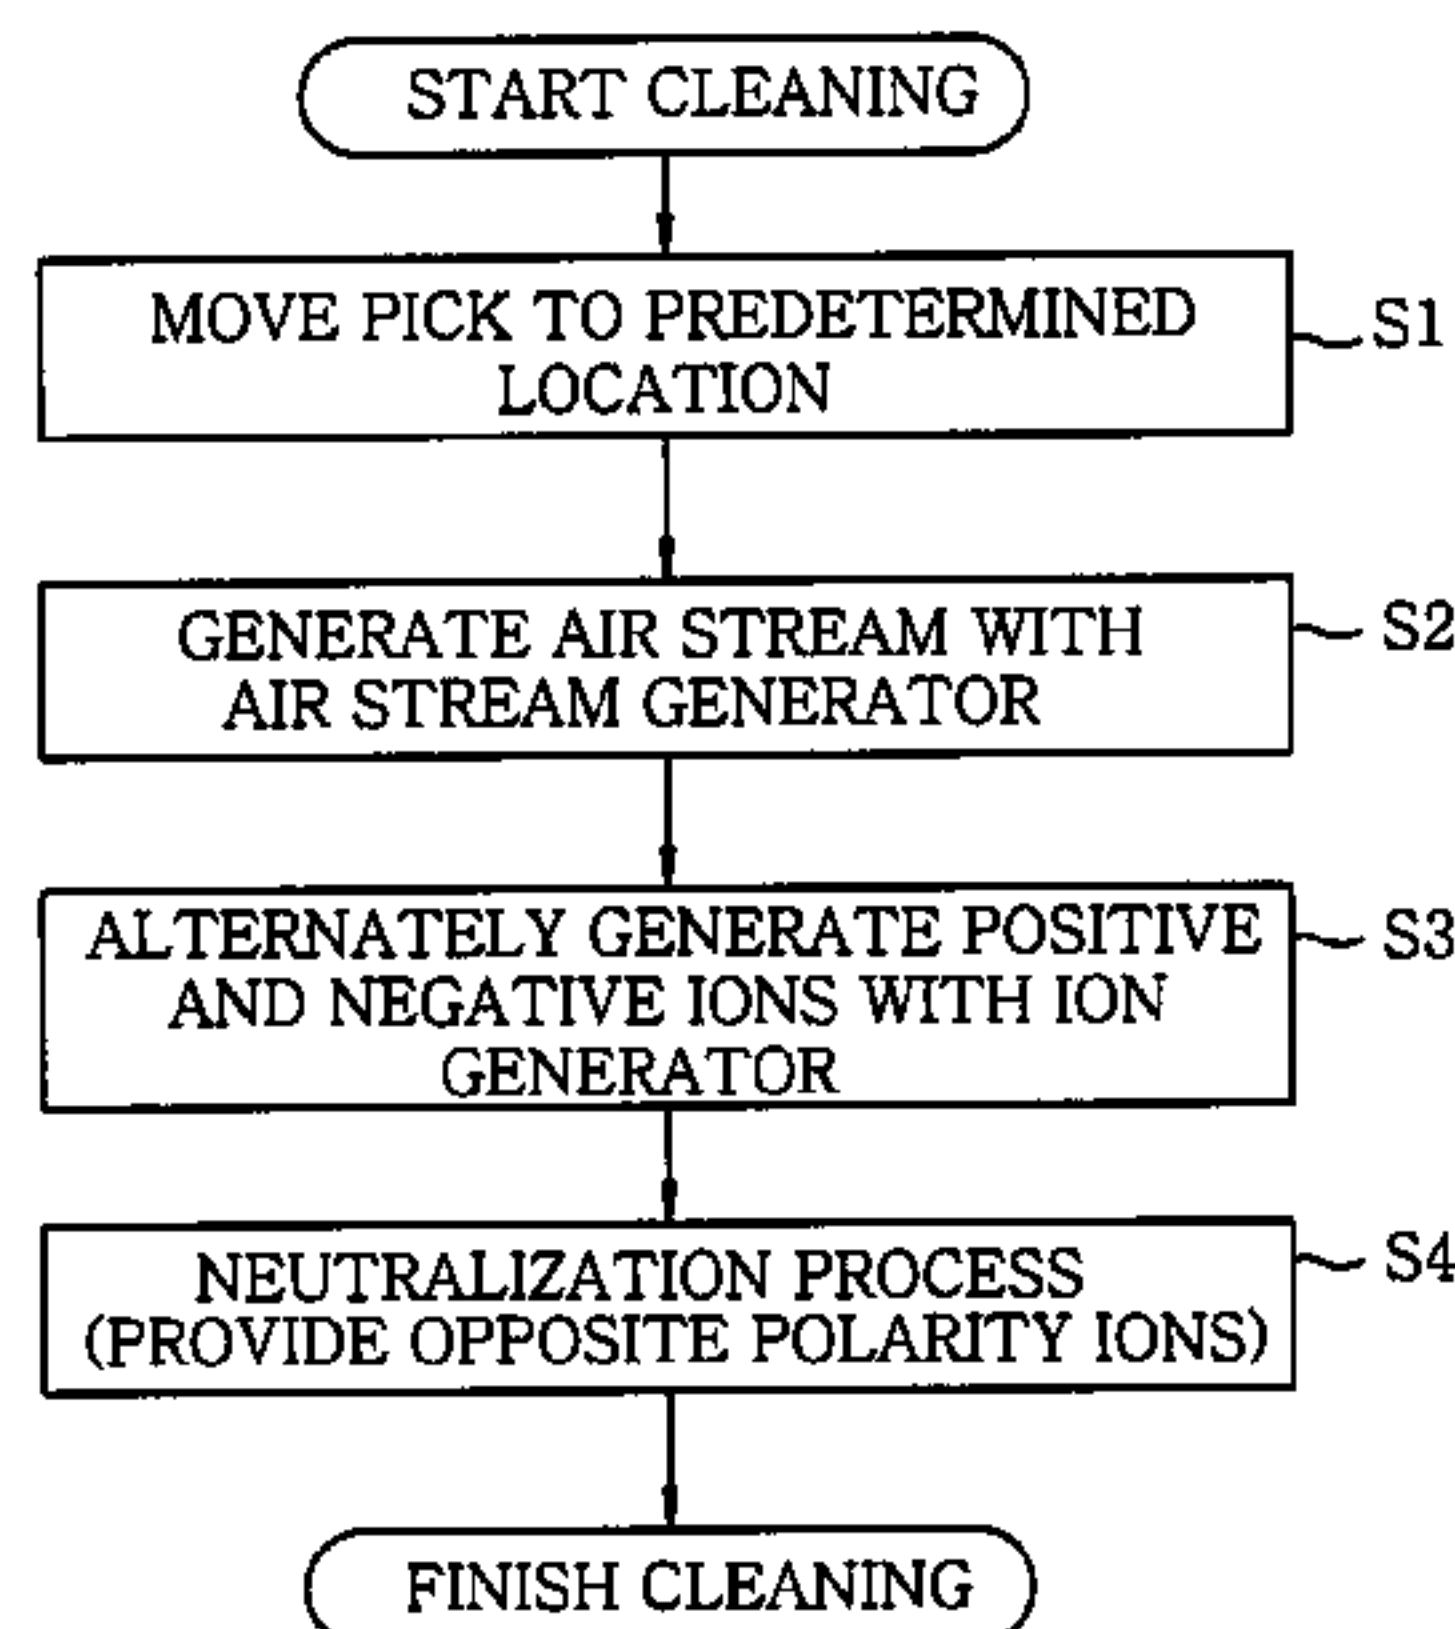 START CLEANING
MOVE PICK TO PREDETERMINED
LOCATION
S1
GENERATE AIR STREAM WITH
AIR STREAM GENERATOR
S2
ALTERNATELY GENERATE POSITIVE
AND NEGATIVE IONS WITH ION
GENERATOR
S3
NEUTRALIZATION PROCESS
(PROVIDE OPPOSITE POLARITY IONS)
S4
FINISH CLEANING